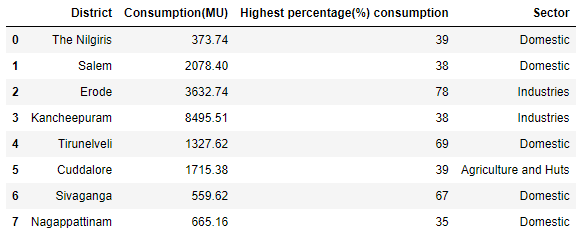 District Consumption(MU) Highest percentage(%) consumption Sector
0 The Nilgiris 373.74 39 Domestic
1 Salem 2078.40 38 Domestic
2 Erode 3632.74 78 Industries
3 Kancheepuram 8495.51 38 Industries
4 Tirunelveli 1327.62 69 Domestic
5 Cuddalore 1715.38 39 Agriculture and Huts
6 Sivaganga 559.62 67 Domestic
7 Nagappattinam 665.16 35 Domestic